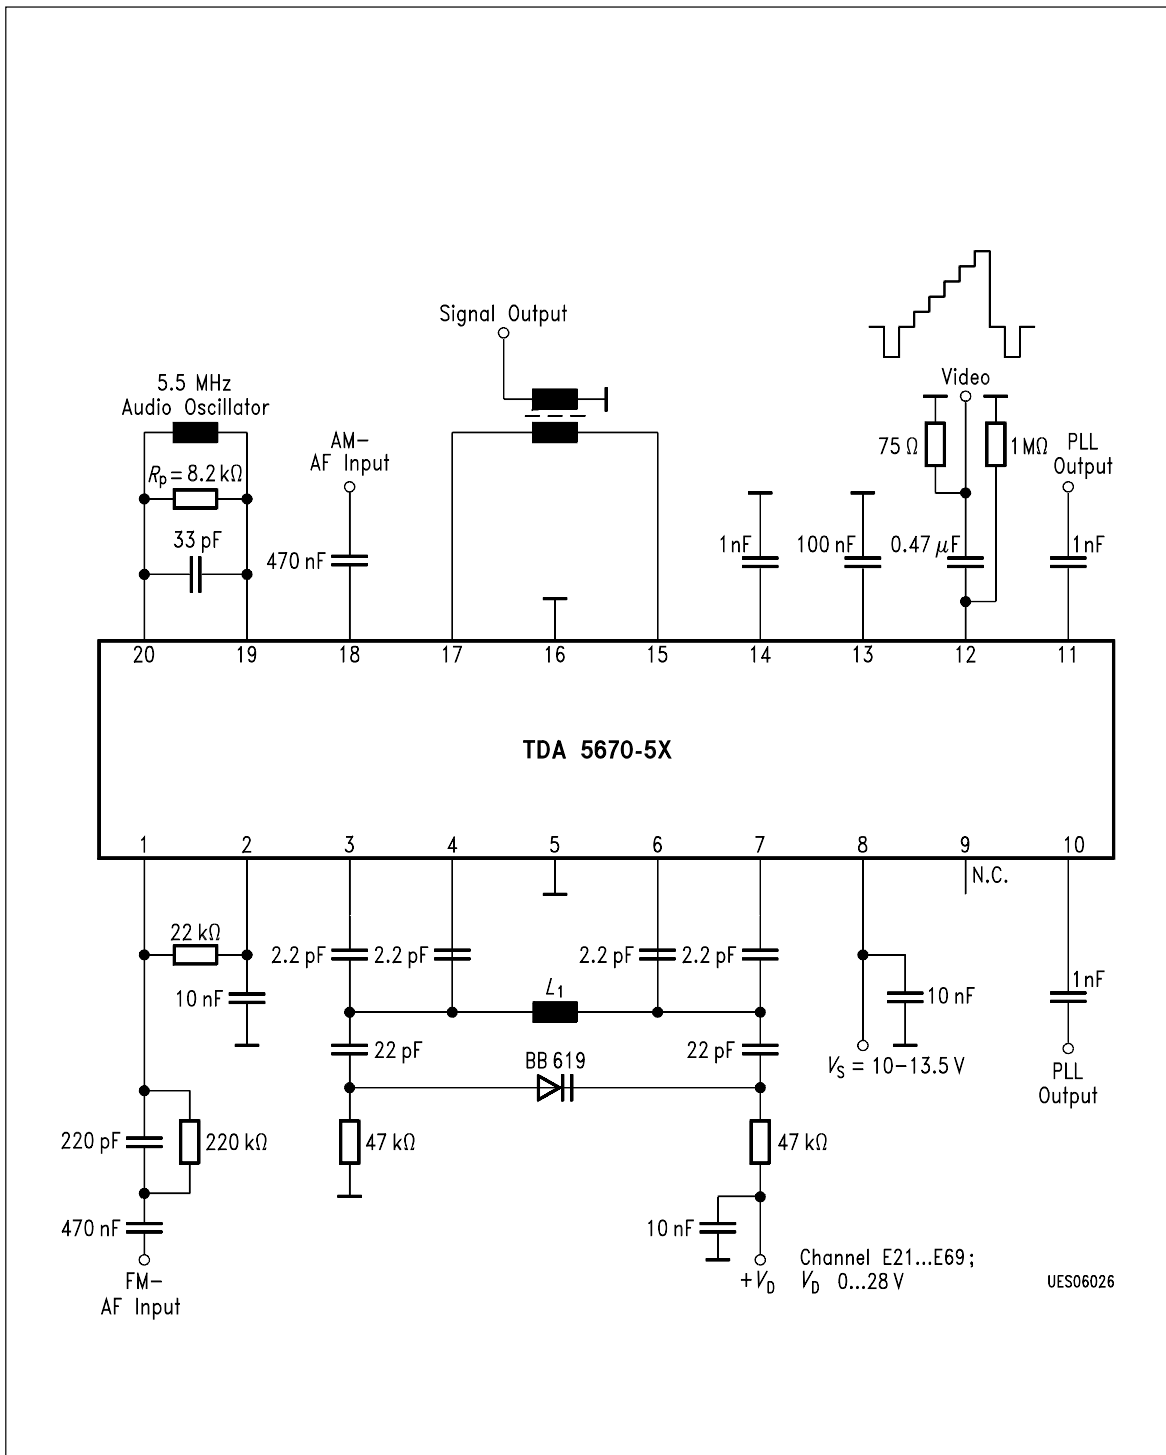 Signal Output
Video
5.5 MHz
Audio Oscillator
AM-
AF Input
75 Ω
1 MΩ
PLL
Output
Rp = 8.2 kΩ
33 pF
470 nF
1 nF
100 nF
0.47 μF
1 nF
20
19
18
17
16
15
14
13
12
11
TDA 5670-5X
1
2
3
4
5
6
7
8
9
10
N.C.
22 kΩ
2.2 pF
2.2 pF
2.2 pF
2.2 pF
10 nF
L1
10 nF
1 nF
22 pF
BB 619
22 pF
VS = 10-13.5 V
PLL
Output
220 pF
220 kΩ
47 kΩ
47 kΩ
470 nF
10 nF
FM-
AF Input
+VD
Channel E21...E69;
VD 0...28 V
UES06026